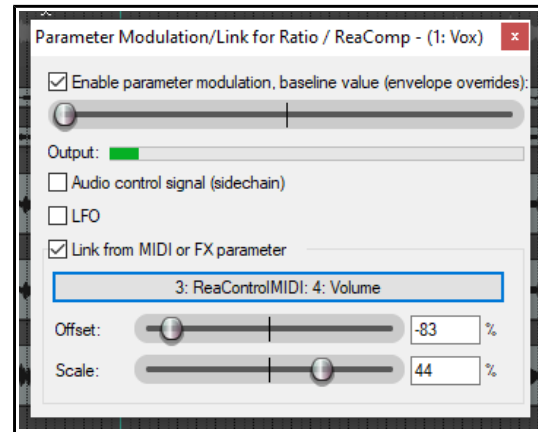 Parameter Modulation/Link for Ratio / ReaComp - (1: Vox)
Enable parameter modulation, baseline value (envelope overrides):
Output:
Audio control signal (sidechain)
LFO
Link from MIDI or FX parameter
3: ReaControlMIDI: 4: Volume
Offset: -83 %
Scale: 44 %